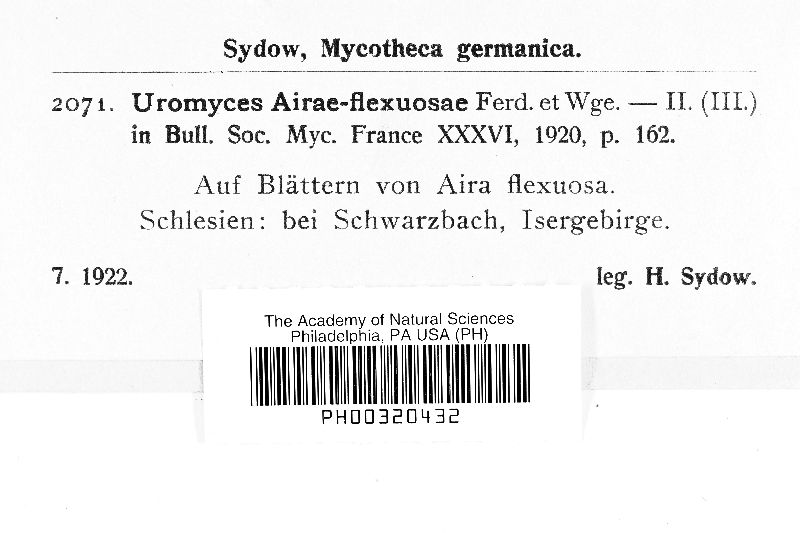 Sydow, Mycotheca germanica.
2071. Uromyces Airae-flexuosae Ferd. et Wge. — II. (III.)
in Bull. Soc. Myc. France XXXVI, 1920, p. 162.
Auf Blättern von Aira flexuosa.
Schlesien: bei Schwarzbach, Isergebirge.
7. 1922. leg. H. Sydow.
The Academy of Natural Sciences
Philadelphia, PA USA (PH)
PH00320432